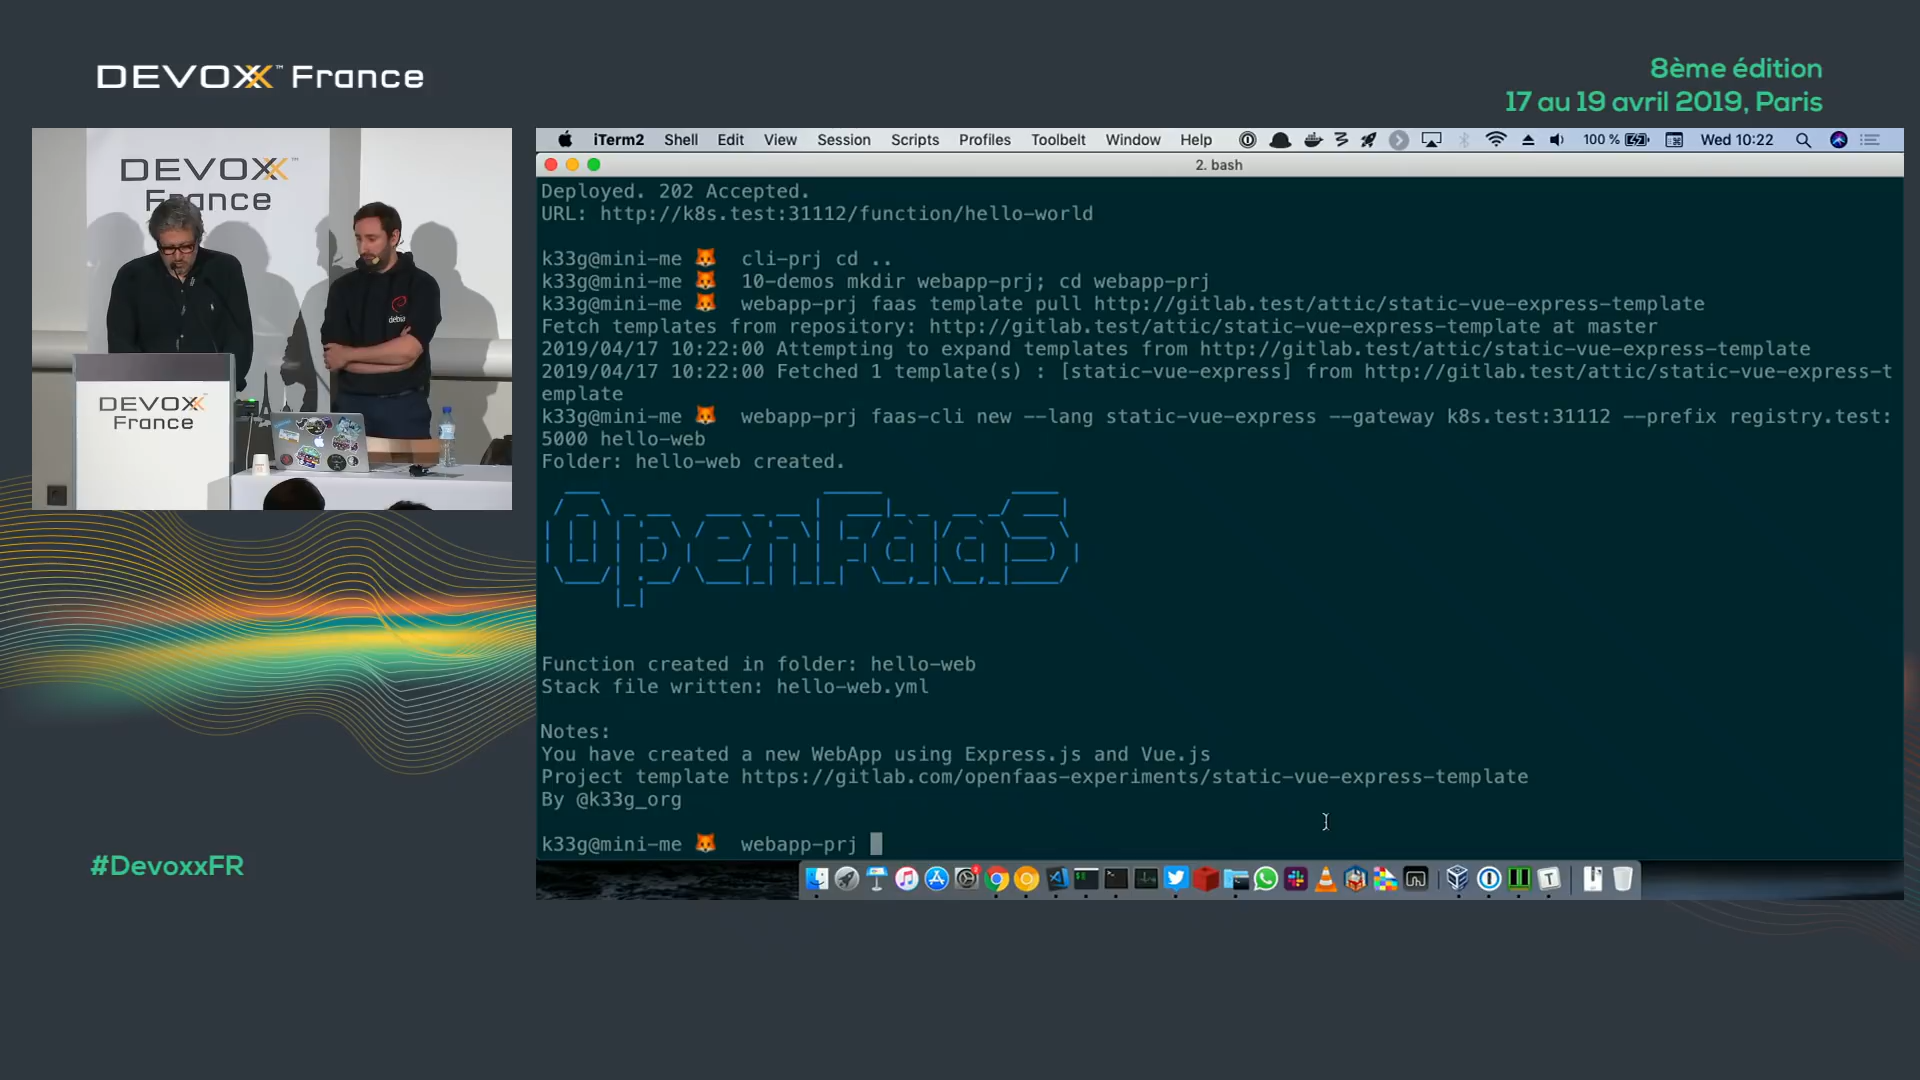 DEVOXX™ France
8ème édition
17 au 19 avril 2019, Paris
DEVOXX™
France
debian
DEVOXX
France
#DevoxxFR
iTerm2 Shell Edit View Session Scripts Profiles Toolbelt Window Help 100 % Wed 10:22
2. bash
Deployed. 202 Accepted.
URL: http://k8s.test:31112/function/hello-world
k33g@mini-me 🦊 cli-prj cd ..
k33g@mini-me 🦊 10-demos mkdir webapp-prj; cd webapp-prj
k33g@mini-me 🦊 webapp-prj faas template pull http://gitlab.test/attic/static-vue-express-template
Fetch templates from repository: http://gitlab.test/attic/static-vue-express-template at master
2019/04/17 10:22:00 Attempting to expand templates from http://gitlab.test/attic/static-vue-express-template
2019/04/17 10:22:00 Fetched 1 template(s) : [static-vue-express] from http://gitlab.test/attic/static-vue-express-t
emplate
k33g@mini-me 🦊 webapp-prj faas-cli new --lang static-vue-express --gateway k8s.test:31112 --prefix registry.test:
5000 hello-web
Folder: hello-web created.
OpenFaaS
Function created in folder: hello-web
Stack file written: hello-web.yml
Notes:
You have created a new WebApp using Express.js and Vue.js
Project template https://gitlab.com/openfaas-experiments/static-vue-express-template
By @k33g_org
k33g@mini-me 🦊 webapp-prj